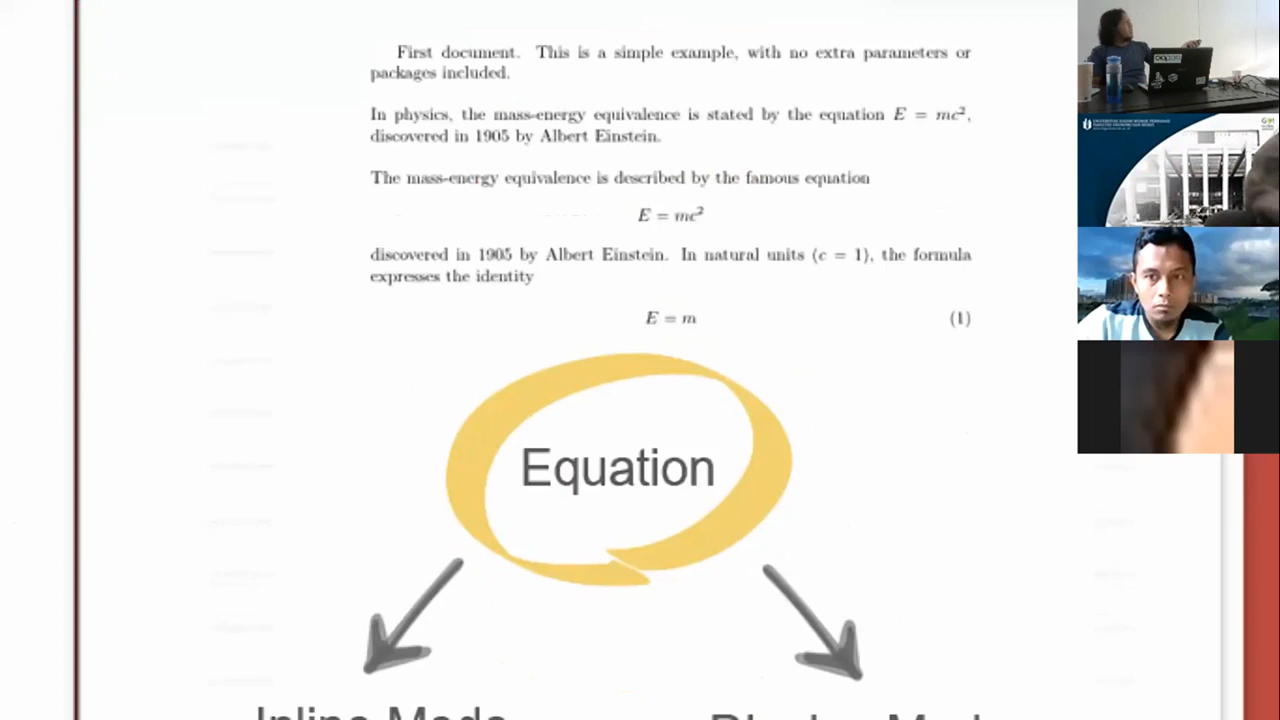 First document. This is a simple example, with no extra parameters or
packages included.
In physics, the mass-energy equivalence is stated by the equation E = mc²,
discovered in 1905 by Albert Einstein.
The mass-energy equivalence is described by the famous equation
E = mc²
discovered in 1905 by Albert Einstein. In natural units (c = 1), the formula
expresses the identity
E = m (1)
Equation
Inline Mode